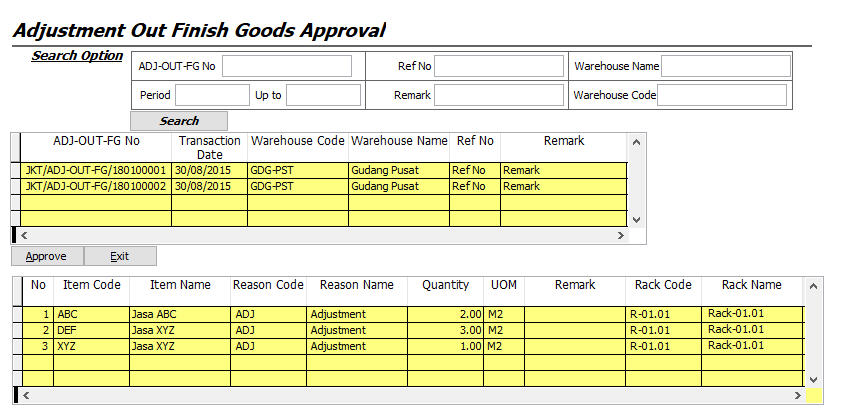 Adjustment Out Finish Goods Approval
Search Option
ADJ-OUT-FG No Ref No Warehouse Name
Period Up to Remark Warehouse Code
Search
ADJ-OUT-FG No Transaction Date Warehouse Code Warehouse Name Ref No Remark
JKT/ADJ-OUT-FG/180100001 30/08/2015 GDG-PST Gudang Pusat Ref No Remark
JKT/ADJ-OUT-FG/180100002 30/08/2015 GDG-PST Gudang Pusat Ref No Remark
Approve Exit
No Item Code Item Name Reason Code Reason Name Quantity UOM Remark Rack Code Rack Name
1 ABC Jasa ABC ADJ Adjustment 2.00 M2 R-01.01 Rack-01.01
2 DEF Jasa XYZ ADJ Adjustment 3.00 M2 R-01.01 Rack-01.01
3 XYZ Jasa XYZ ADJ Adjustment 1.00 M2 R-01.01 Rack-01.01